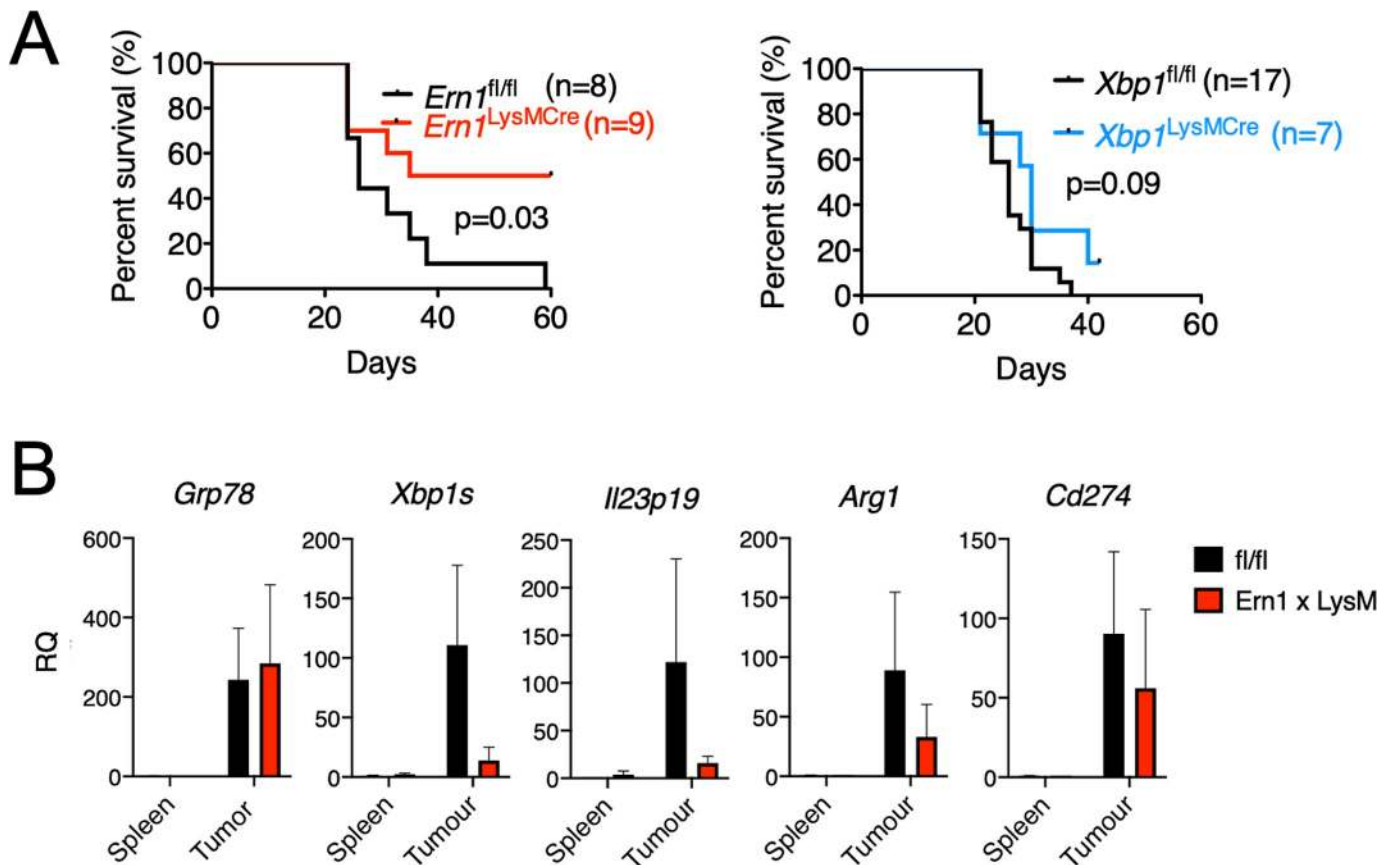 A
Percent survival (%)
100
80
60
40
20
0
0 20 40 60
Days
Ern1fl/fl (n=8)
Ern1LysMCre (n=9)
p=0.03
Percent survival (%)
100
80
60
40
20
0
0 20 40 60
Days
Xbp1fl/fl (n=17)
Xbp1LysMCre (n=7)
p=0.09
B
RQ
Grp78
600
400
200
0
Spleen
Tumor
Xbp1s
200
150
100
50
0
Spleen
Tumour
Il23p19
250
200
150
100
50
0
Spleen
Tumour
Arg1
200
150
100
50
0
Spleen
Tumour
Cd274
150
100
50
0
Spleen
Tumour
fl/fl
Ern1 x LysM